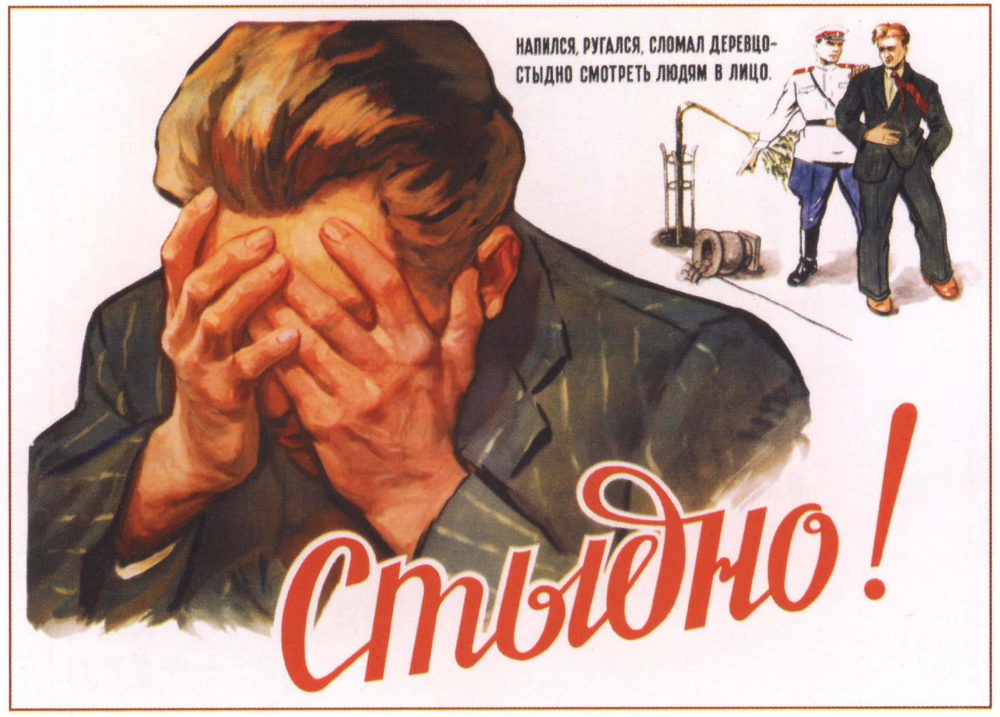 НАПИЛСЯ, РУГАЛСЯ, СЛОМАЛ ДЕРЕВЦО-
СТЫДНО СМОТРЕТЬ ЛЮДЯМ В ЛИЦО.
Стыдно!